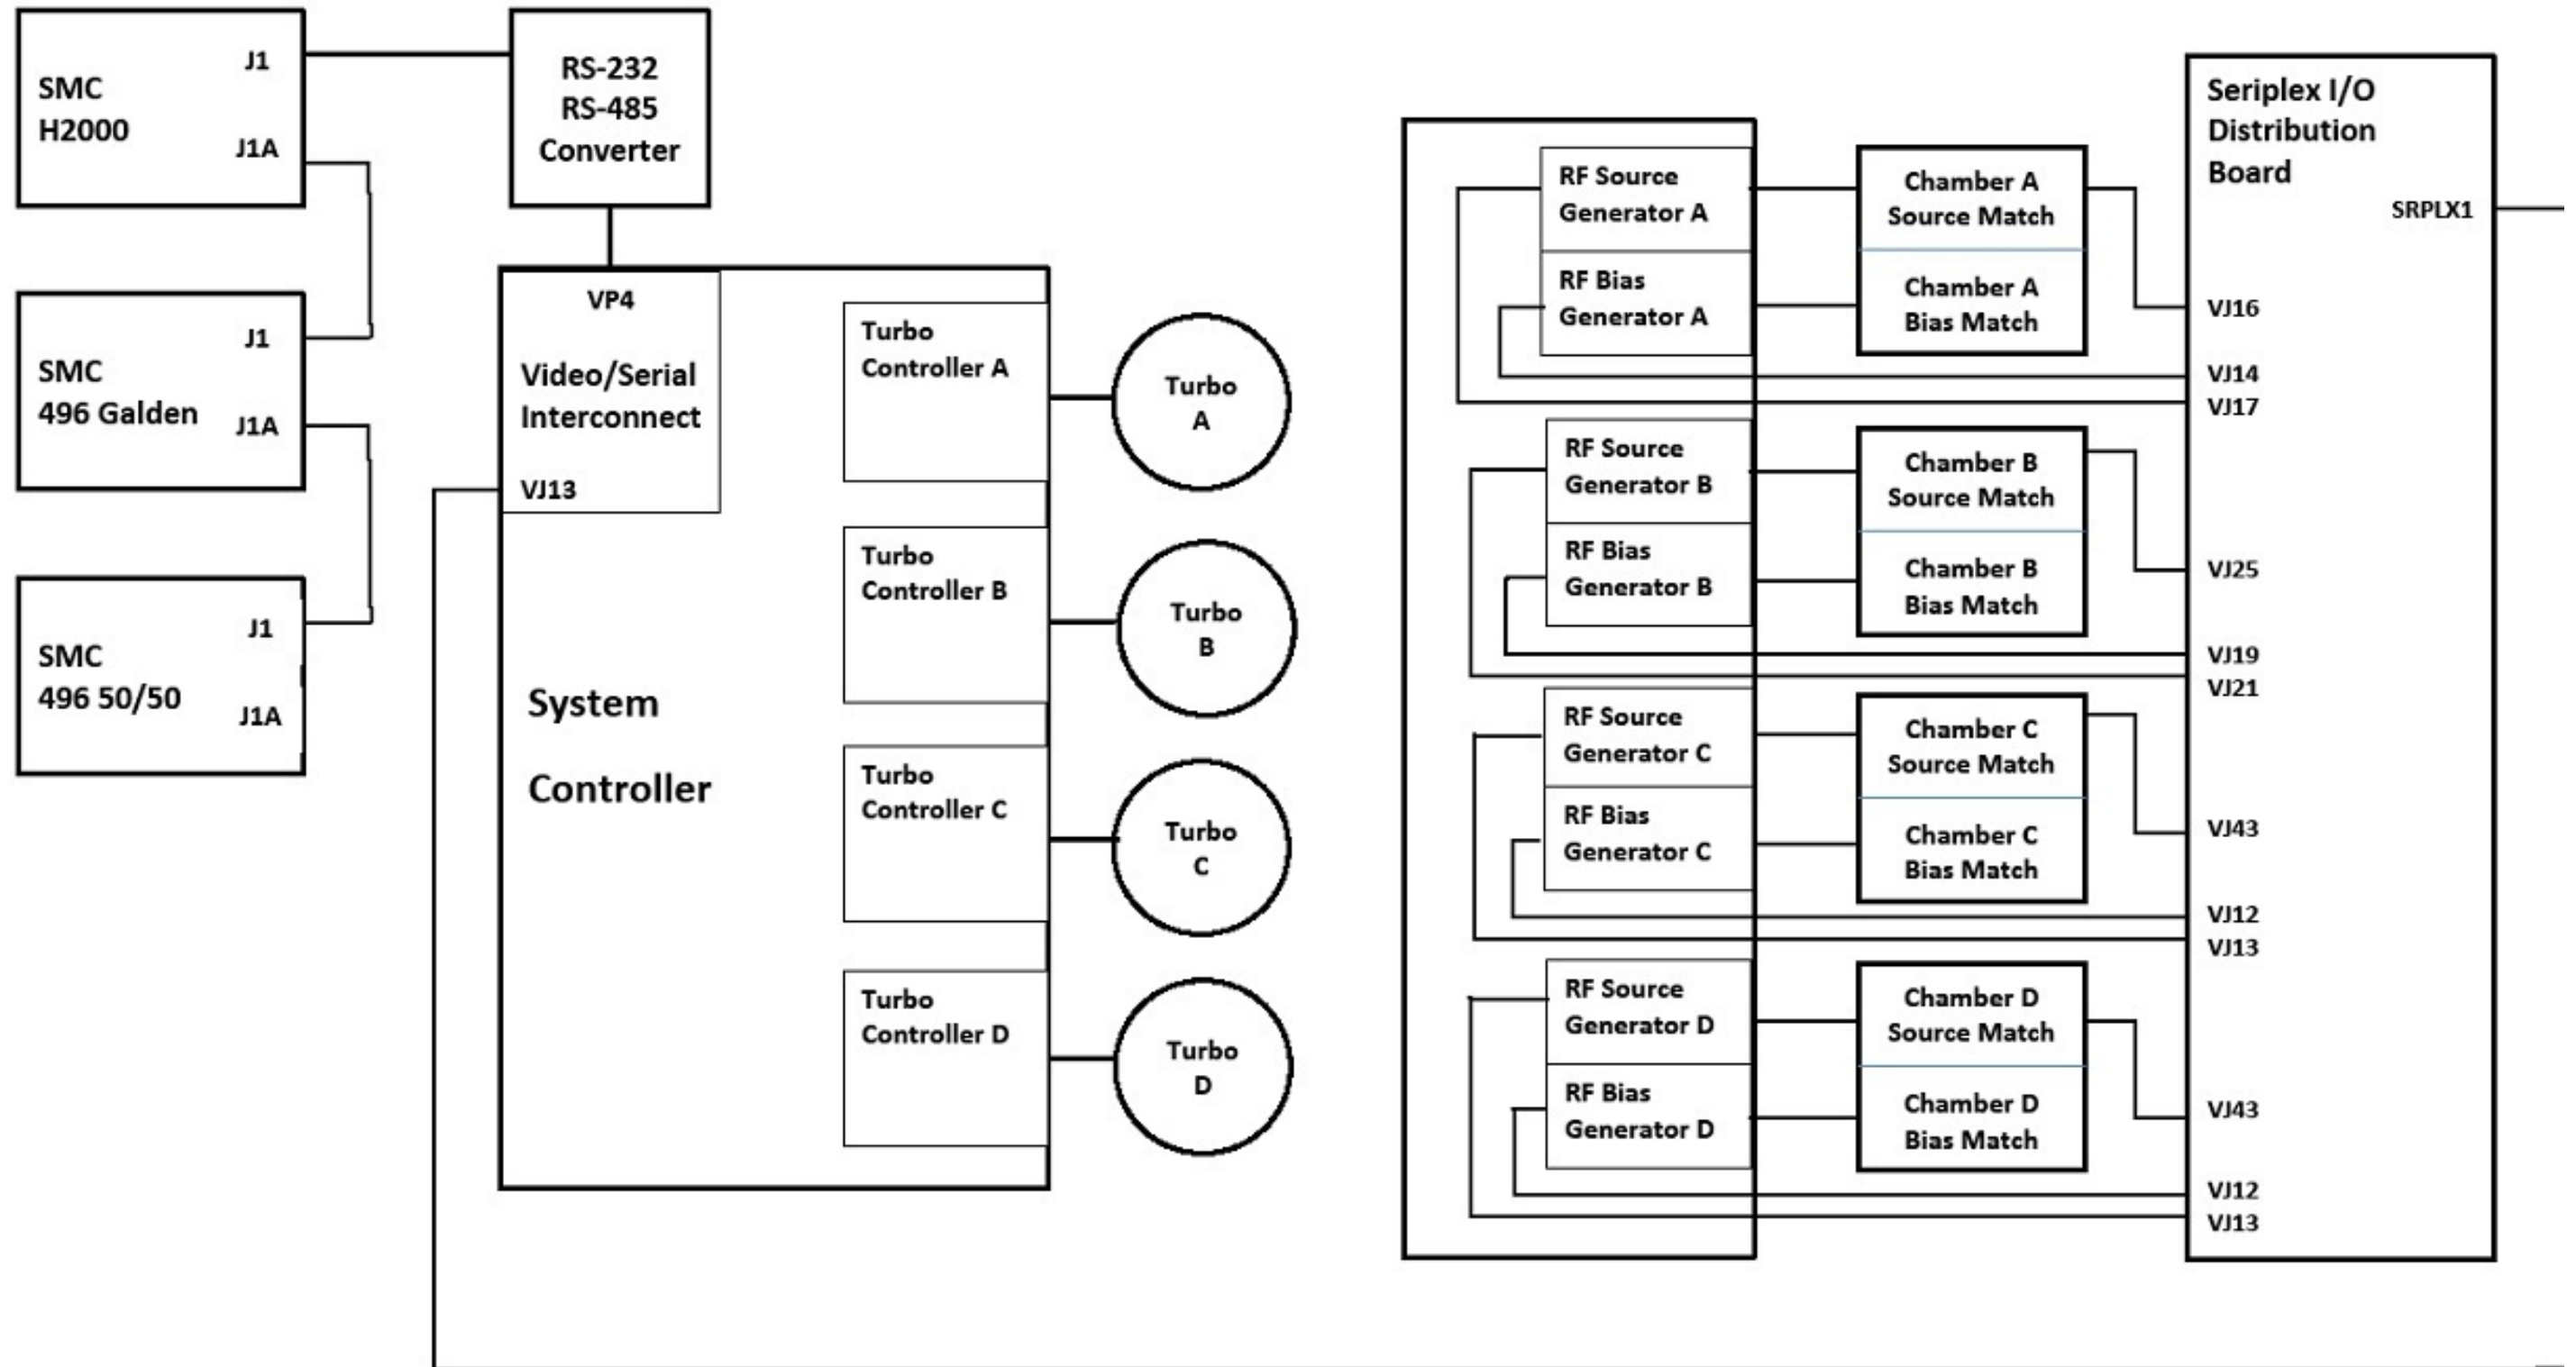 SMC
H2000
J1
J1A
RS-232
RS-485
Converter
SMC
496 Galden
J1
J1A
SMC
496 50/50
J1
J1A
VP4
Video/Serial
Interconnect
VJ13
System
Controller
Turbo
Controller A
Turbo
Controller B
Turbo
Controller C
Turbo
Controller D
Turbo
A
Turbo
B
Turbo
C
Turbo
D
RF Source
Generator A
RF Bias
Generator A
RF Source
Generator B
RF Bias
Generator B
RF Source
Generator C
RF Bias
Generator C
RF Source
Generator D
RF Bias
Generator D
Chamber A
Source Match
Chamber A
Bias Match
Chamber B
Source Match
Chamber B
Bias Match
Chamber C
Source Match
Chamber C
Bias Match
Chamber D
Source Match
Chamber D
Bias Match
Seriplex I/O
Distribution
Board
SRPLX1
VJ16
VJ14
VJ17
VJ25
VJ19
VJ21
VJ43
VJ12
VJ13
VJ43
VJ12
VJ13